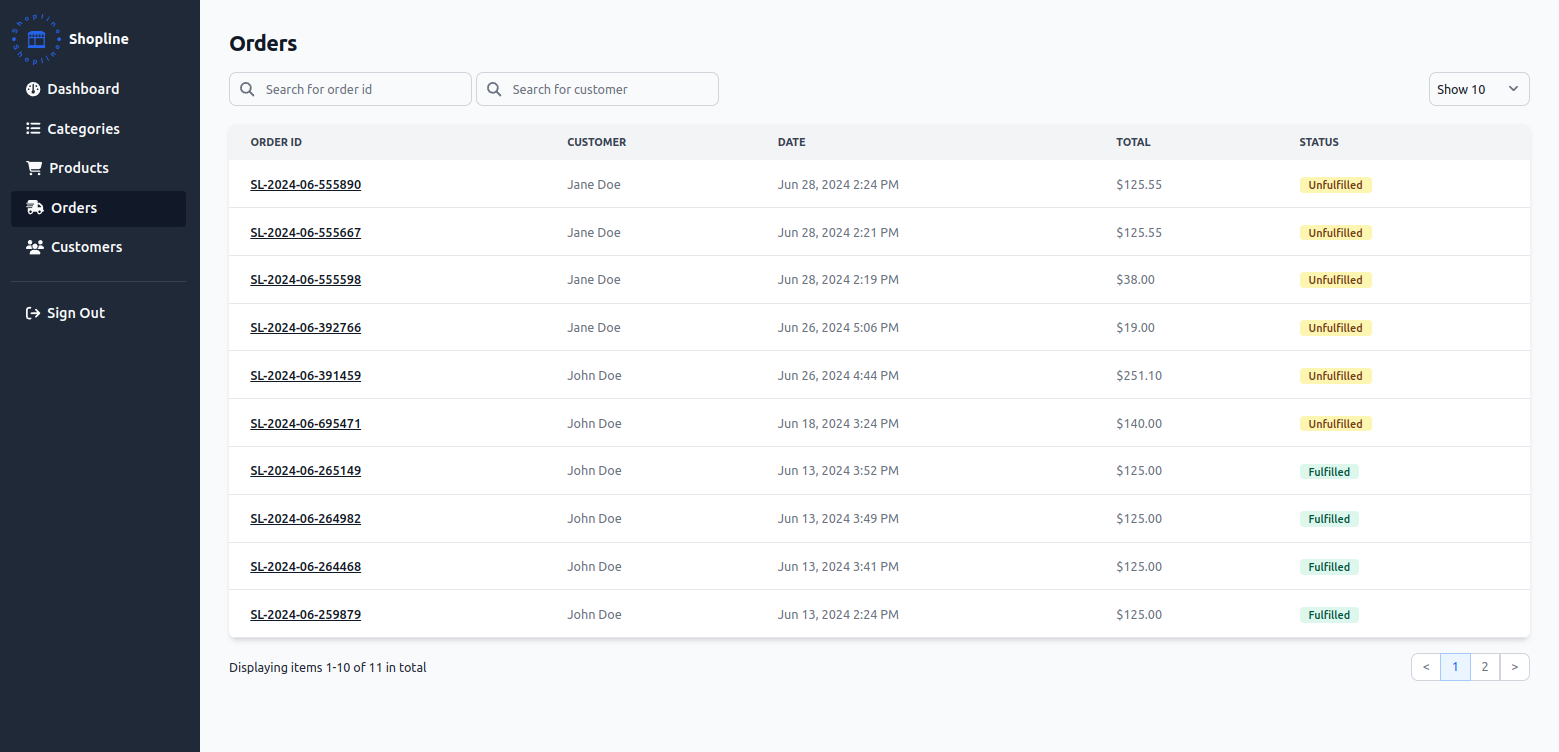 Shopline
Shopline
Shopline
Dashboard
Categories
Products
Orders
Customers
Sign Out
Orders
Search for order id Search for customer Show 10
ORDER ID CUSTOMER DATE TOTAL STATUS
SL-2024-06-555890 Jane Doe Jun 28, 2024 2:24 PM $125.55 Unfulfilled
SL-2024-06-555667 Jane Doe Jun 28, 2024 2:21 PM $125.55 Unfulfilled
SL-2024-06-555598 Jane Doe Jun 28, 2024 2:19 PM $38.00 Unfulfilled
SL-2024-06-392766 Jane Doe Jun 26, 2024 5:06 PM $19.00 Unfulfilled
SL-2024-06-391459 John Doe Jun 26, 2024 4:44 PM $251.10 Unfulfilled
SL-2024-06-695471 John Doe Jun 18, 2024 3:24 PM $140.00 Unfulfilled
SL-2024-06-265149 John Doe Jun 13, 2024 3:52 PM $125.00 Fulfilled
SL-2024-06-264982 John Doe Jun 13, 2024 3:49 PM $125.00 Fulfilled
SL-2024-06-264468 John Doe Jun 13, 2024 3:41 PM $125.00 Fulfilled
SL-2024-06-259879 John Doe Jun 13, 2024 2:24 PM $125.00 Fulfilled
Displaying items 1-10 of 11 in total < 1 2 >